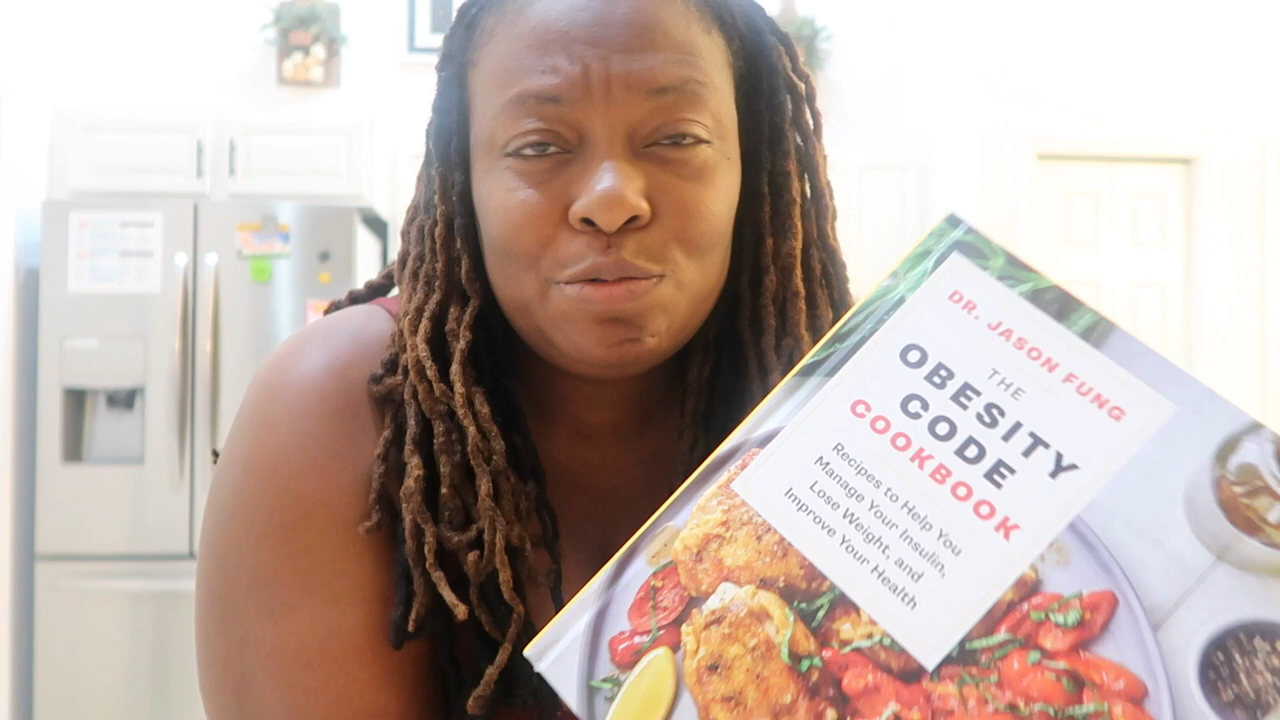 DR. JASON FUNG
THE
OBESITY
CODE
COOKBOOK
Recipes to Help You
Manage Your Insulin,
Lose Weight, and
Improve Your Health